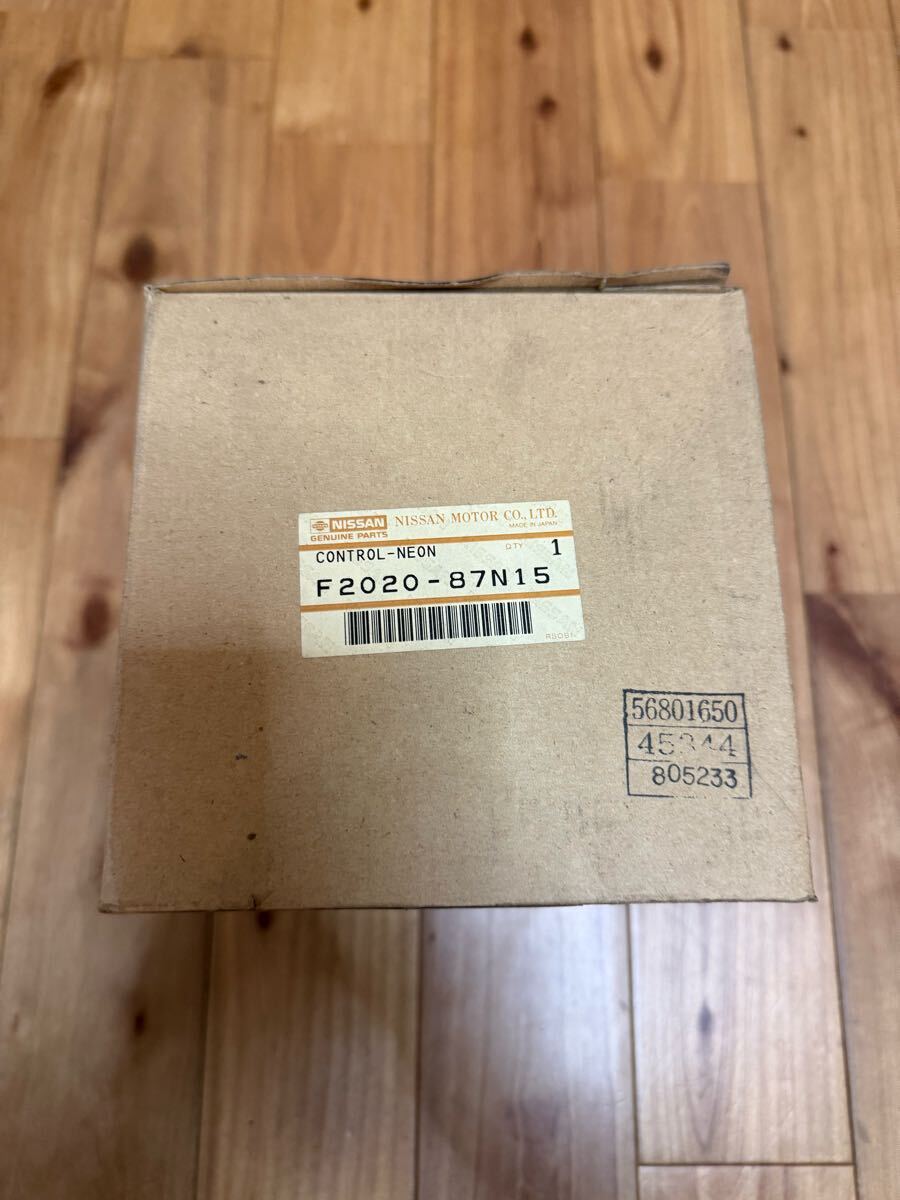 NISSAN NISSAN MOTOR CO., LTD.
GENUINE PARTS MADE IN JAPAN
CONTROL-NEON QTY 1
F2020-87N15
56801650
805233